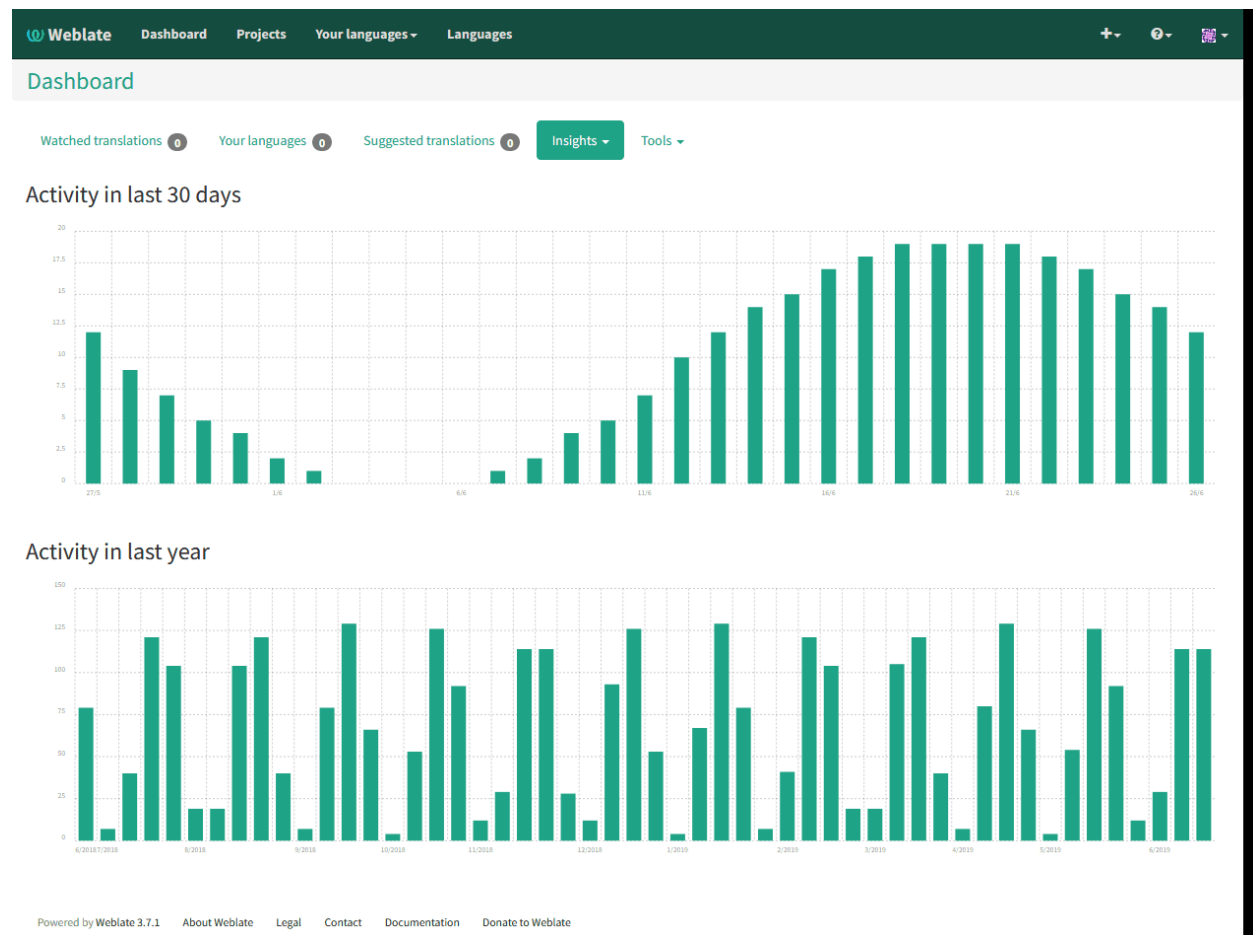 Weblate Dashboard Projects Your languages Languages
Dashboard
Watched translations 0 Your languages 0 Suggested translations 0 Insights Tools
Activity in last 30 days
20
17.5
15
12.5
10
7.5
5
2.5
0
27/5 1/6 6/6 11/6 16/6 21/6 26/6
Activity in last year
150
125
100
75
50
25
0
6/2018 7/2018 8/2018 9/2018 10/2018 11/2018 12/2018 1/2019 2/2019 3/2019 4/2019 5/2019 6/2019
Powered by Weblate 3.7.1 About Weblate Legal Contact Documentation Donate to Weblate